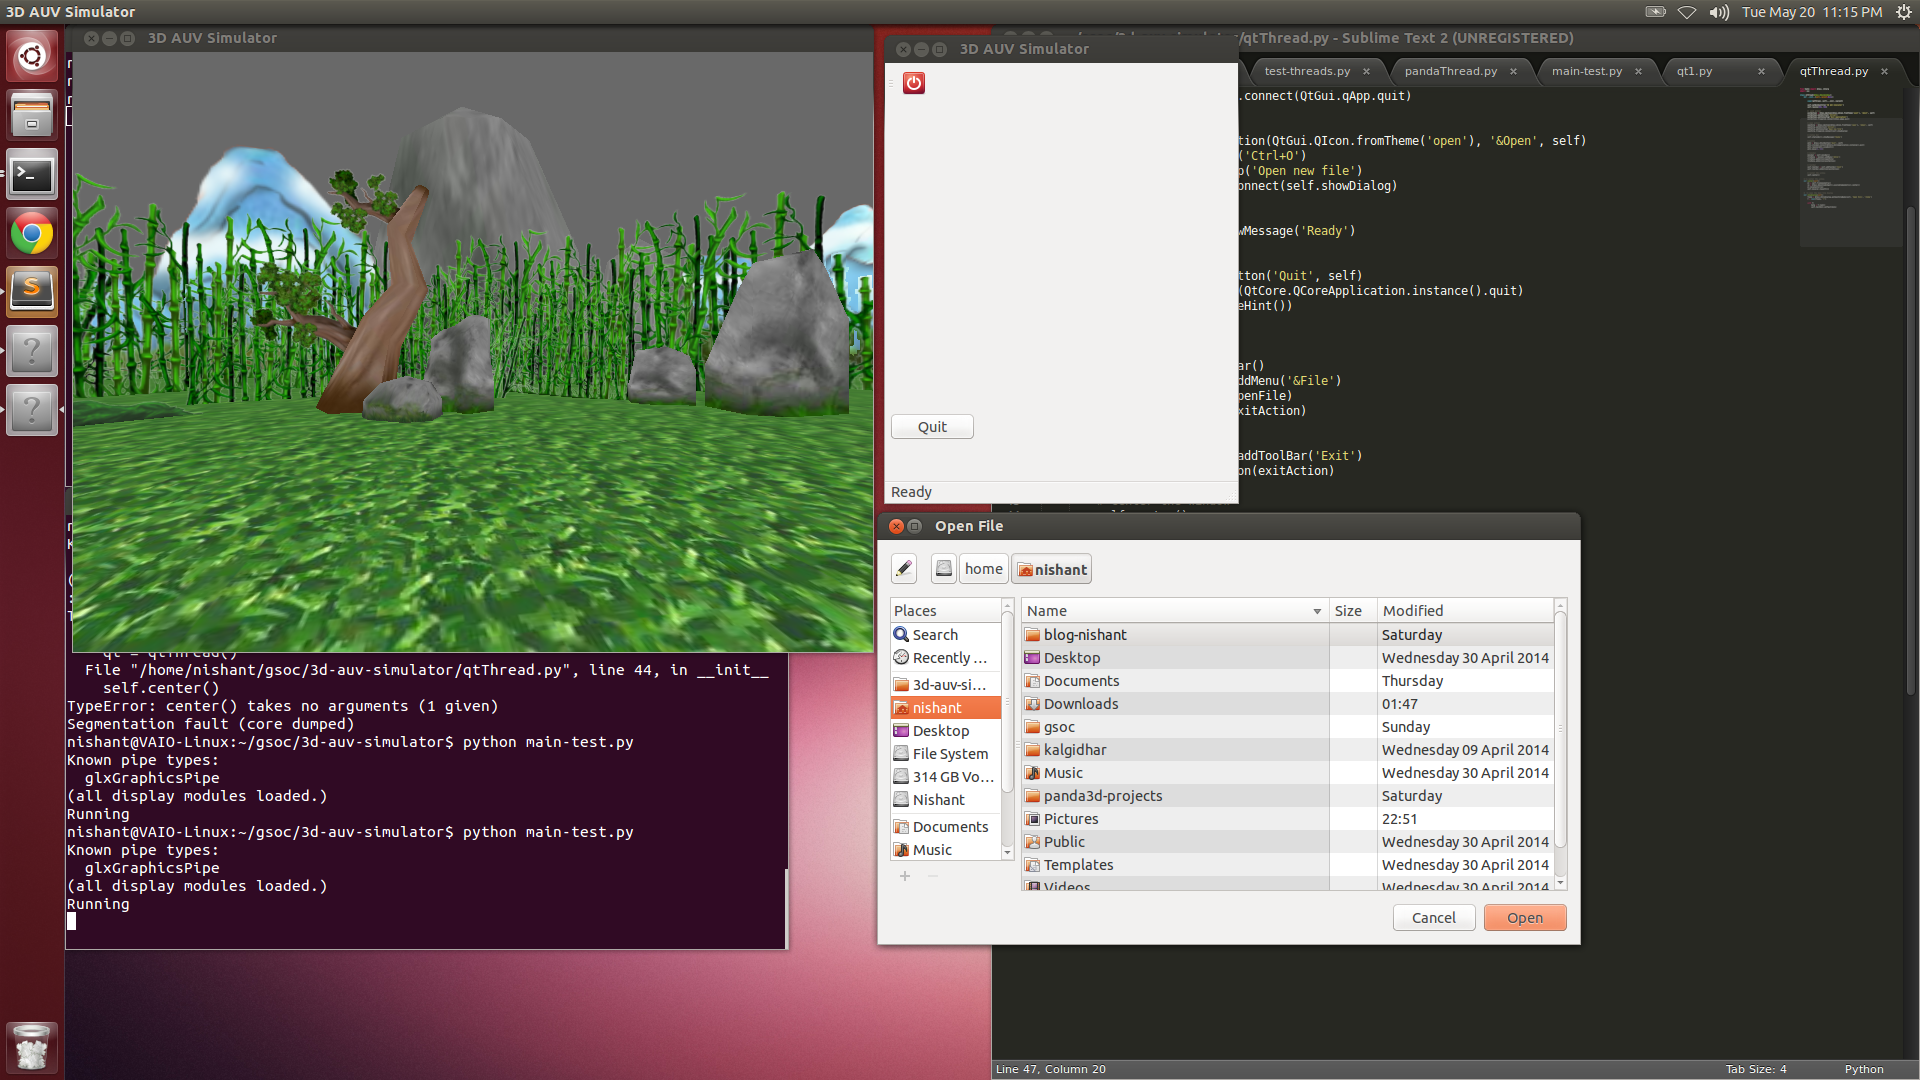 3D AUV Simulator
Tue May 20 11:15 PM
3D AUV Simulator
3D AUV Simulator
Quit
Ready
qtThread.py - Sublime Text 2 (UNREGISTERED)
test-threads.py
pandaThread.py
main-test.py
qt1.py
qtThread.py
.connect(QtGui.qApp.quit)
tion(QtGui.QIcon.fromTheme('open'), '&Open', self)
('Ctrl+O')
p('Open new file')
onnect(self.showDialog)
wMessage('Ready')
tton('Quit', self)
(QtCore.QCoreApplication.instance().quit)
eHint())
ar()
ddMenu('&File')
penFile)
xitAction)
addToolBar('Exit')
on(exitAction)
Open File
home
nishant
Places
Search
Recently ...
3d-auv-si...
nishant
Desktop
File System
314 GB Vo...
Nishant
Documents
Music
Name Size Modified
blog-nishant Saturday
Desktop Wednesday 30 April 2014
Documents Thursday
Downloads 01:47
gsoc Sunday
kalgidhar Wednesday 09 April 2014
Music Wednesday 30 April 2014
panda3d-projects Saturday
Pictures 22:51
Public Wednesday 30 April 2014
Templates Wednesday 30 April 2014
Videos Wednesday 30 April 2014
Cancel
Open
qt = qtThread()
File "/home/nishant/gsoc/3d-auv-simulator/qtThread.py", line 44, in __init__
self.center()
TypeError: center() takes no arguments (1 given)
Segmentation fault (core dumped)
nishant@VAIO-Linux:~/gsoc/3d-auv-simulator$ python main-test.py
Known pipe types:
glxGraphicsPipe
(all display modules loaded.)
Running
nishant@VAIO-Linux:~/gsoc/3d-auv-simulator$ python main-test.py
Known pipe types:
glxGraphicsPipe
(all display modules loaded.)
Running
Line 47, Column 20
Tab Size: 4
Python